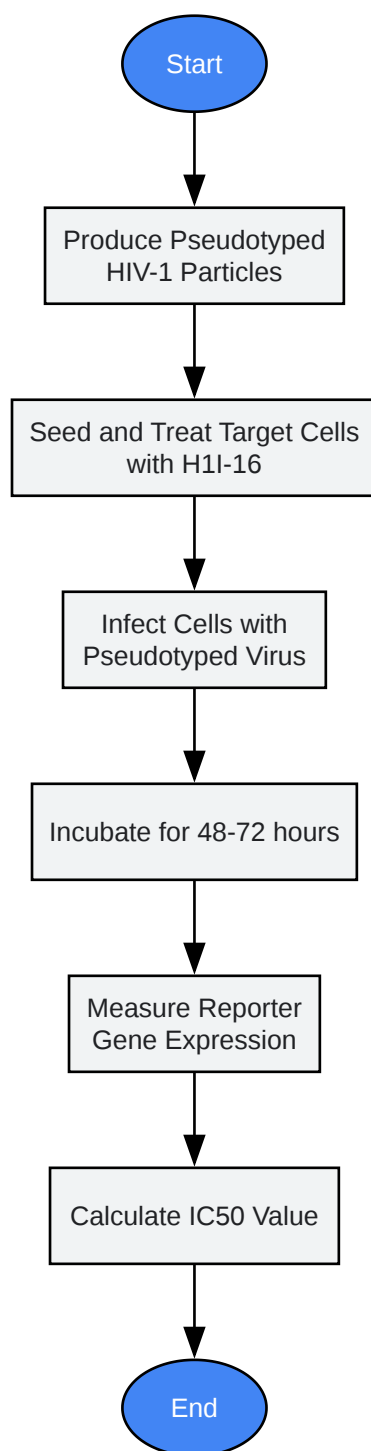 Start
Produce Pseudotyped
HIV-1 Particles
Seed and Treat Target Cells
with H1I-16
Infect Cells with
Pseudotyped Virus
Incubate for 48-72 hours
Measure Reporter
Gene Expression
Calculate IC50 Value
End